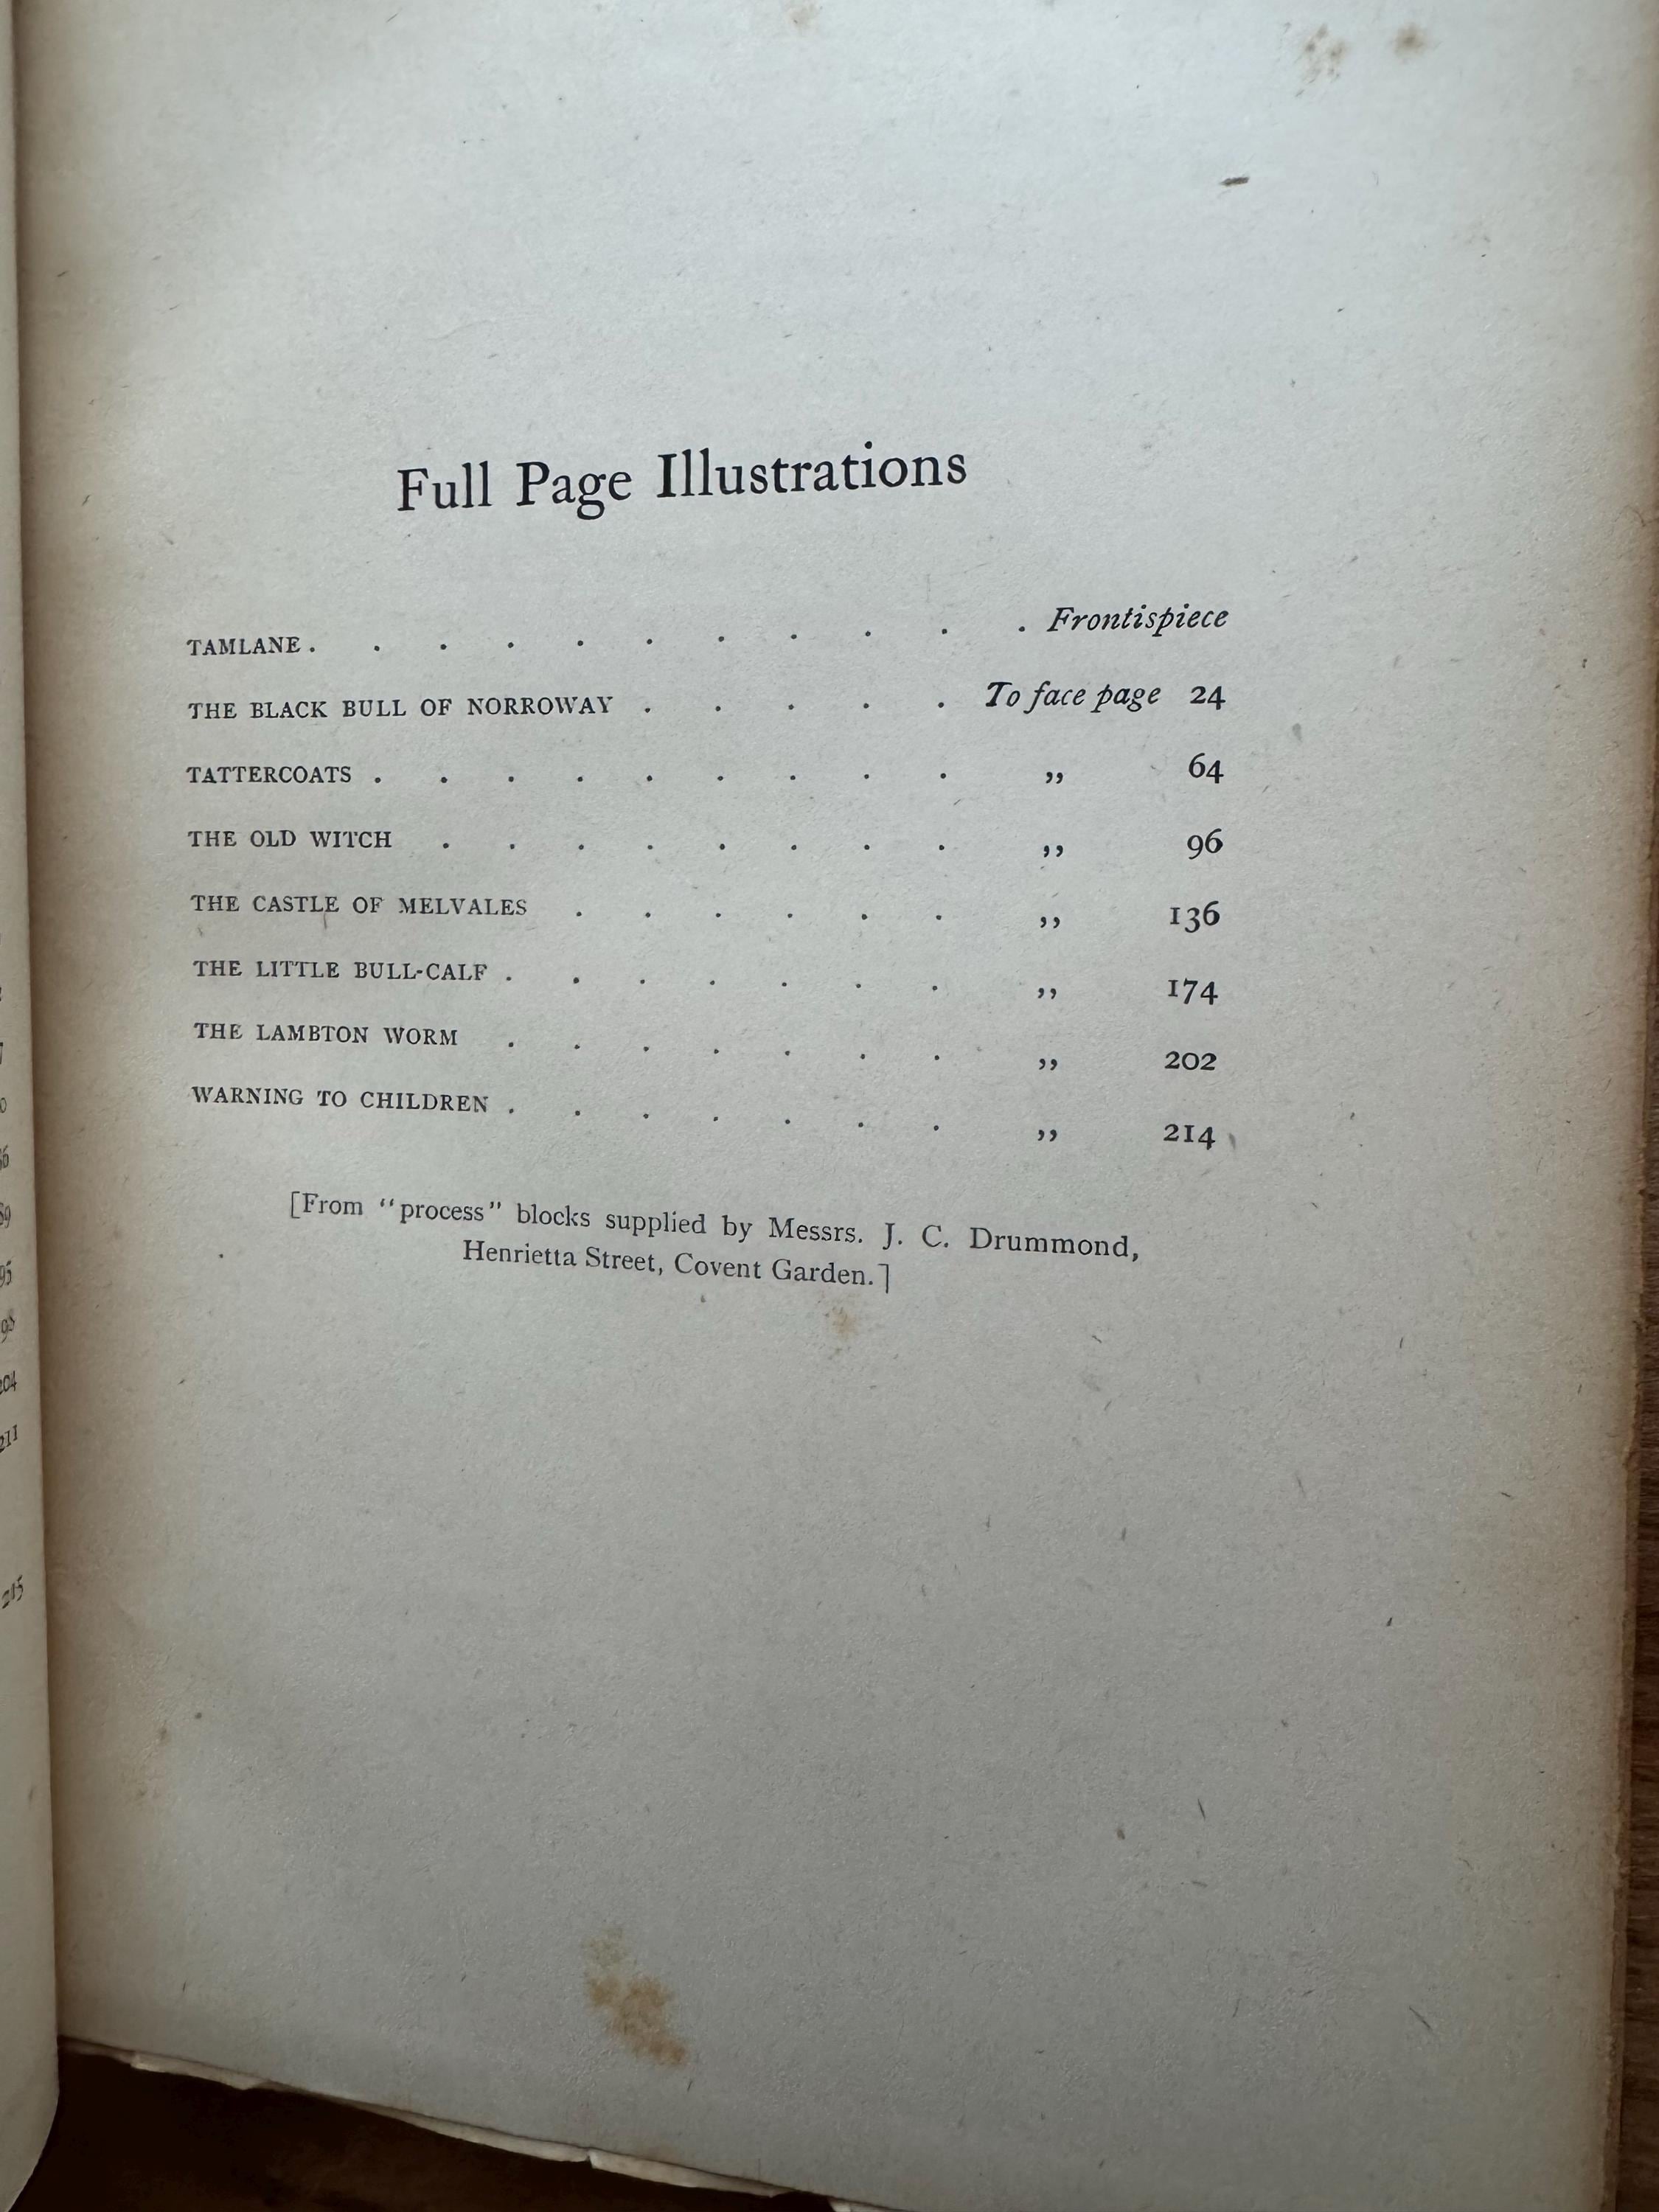 Full Page Illustrations
TAMLANE . . . . . . . . . . . Frontispiece
THE BLACK BULL OF NORROWAY . . . . . To face page 24
TATTERCOATS . . . . . . . . . ,, 64
THE OLD WITCH . . . . . . . . ,, 96
THE CASTLE OF MELVALES . . . . . . ,, 136
THE LITTLE BULL-CALF . . . . . . . ,, 174
THE LAMBTON WORM . . . . . . . ,, 202
WARNING TO CHILDREN . . . . . . . ,, 214
[From "process" blocks supplied by Messrs. J. C. Drummond,
Henrietta Street, Covent Garden.]